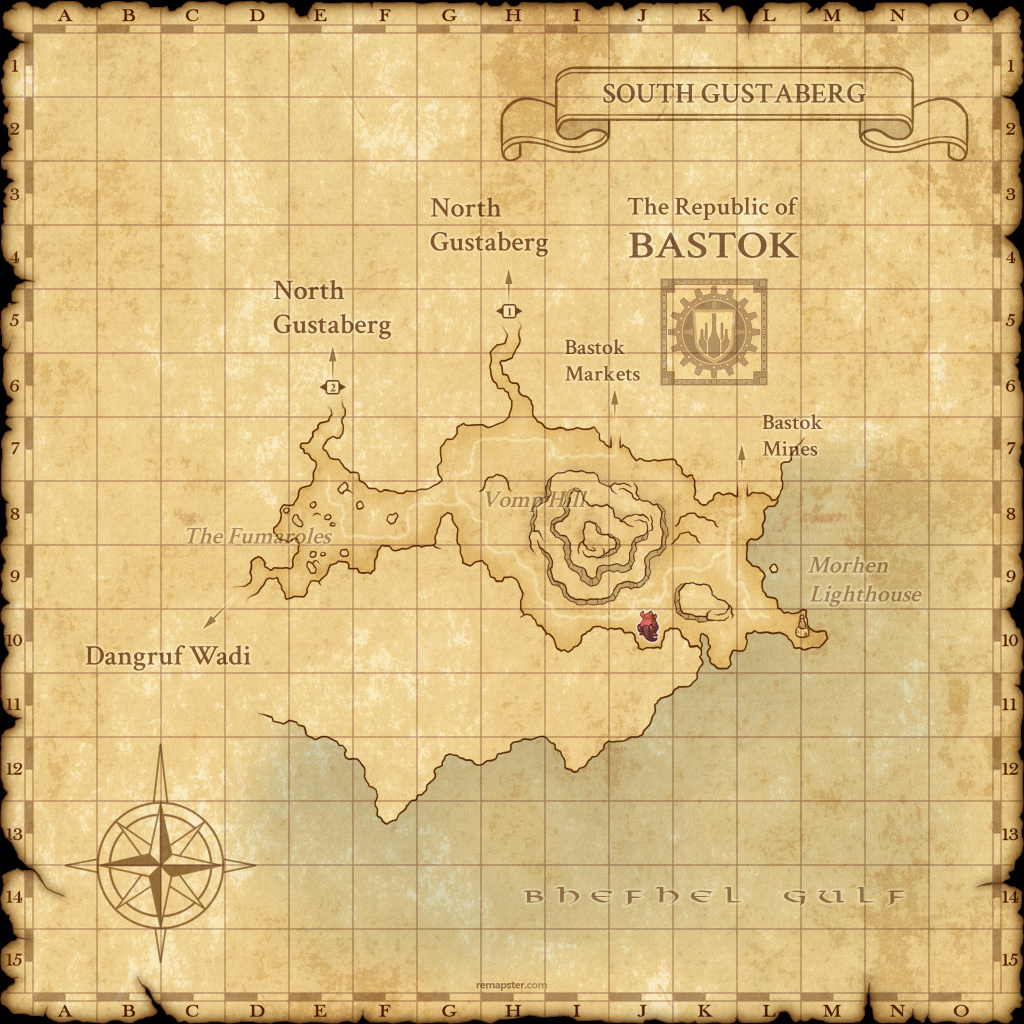 A B C D E F G H I J K L M N O
1 1
SOUTH GUSTABERG
2 2
3 3
North
Gustaberg
The Republic of
BASTOK
4 4
North
Gustaberg
1
5 5
Bastok
Markets
2
6 6
Bastok
Mines
7 7
Vomp Hill
8 8
The Fumaroles
Morhen
Lighthouse
9 9
10 10
Dangruf Wadi
11 11
12 12
13 13
14 14
BHEFHEL GULF
15 15
remapster.com
A B C D E F G H I J K L M N O